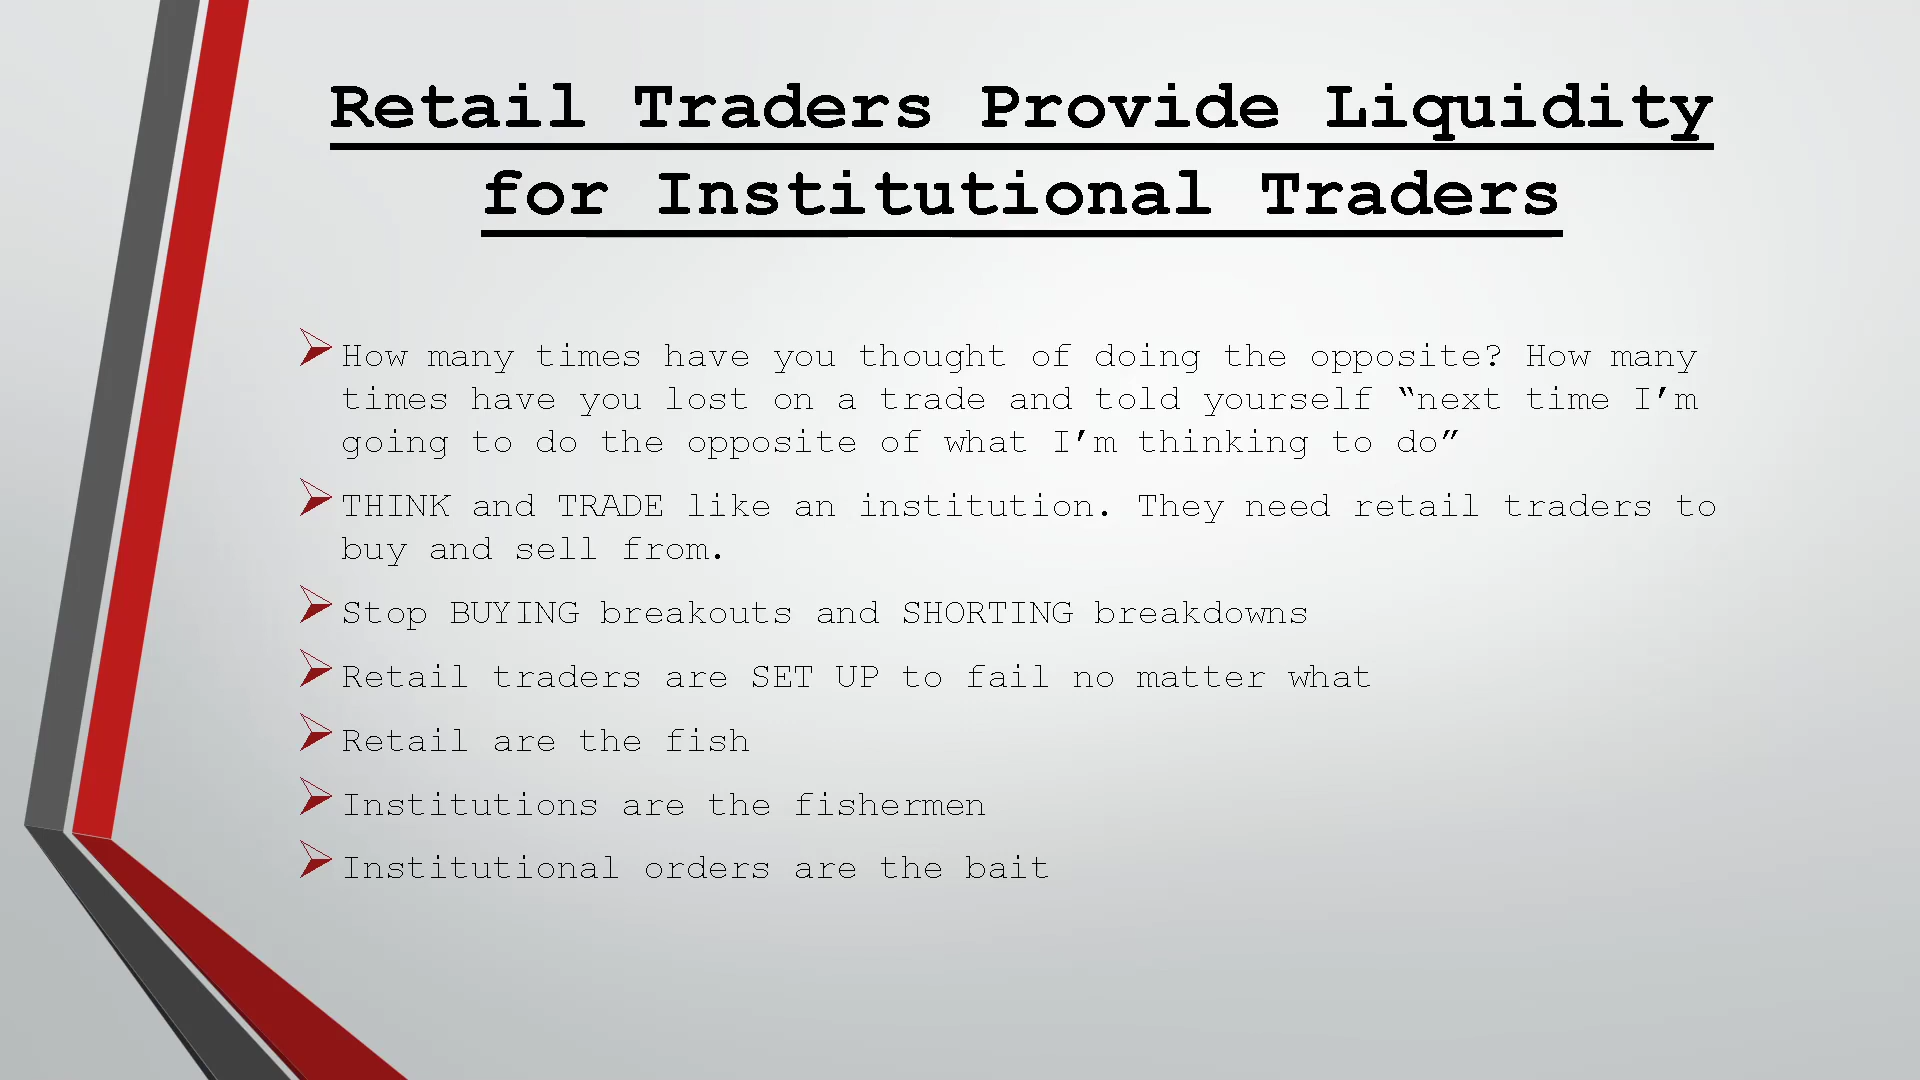 Retail Traders Provide Liquidity
for Institutional Traders
How many times have you thought of doing the opposite? How many
times have you lost on a trade and told yourself “next time I’m
going to do the opposite of what I’m thinking to do”
THINK and TRADE like an institution. They need retail traders to
buy and sell from.
Stop BUYING breakouts and SHORTING breakdowns
Retail traders are SET UP to fail no matter what
Retail are the fish
Institutions are the fishermen
Institutional orders are the bait